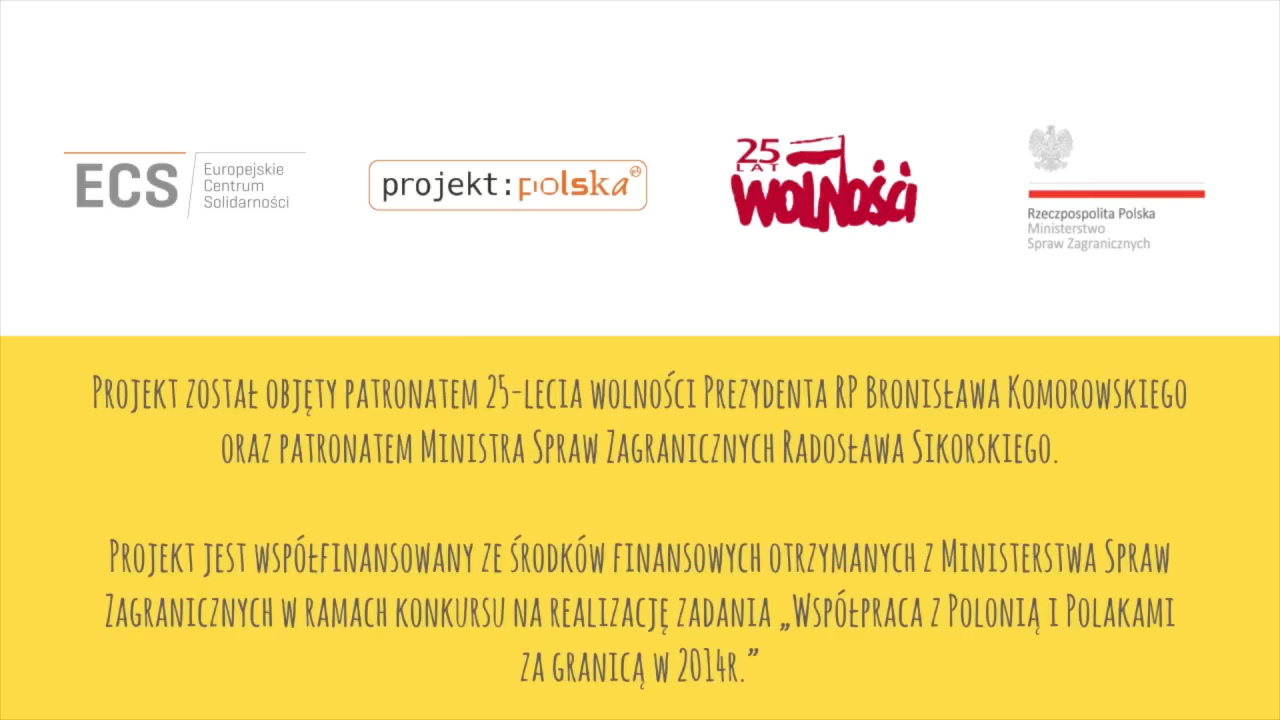 ECS
Europejskie
Centrum
Solidarności
projekt:polska
25
LAT
WOLNOŚCI
Rzeczpospolita Polska
Ministerstwo
Spraw Zagranicznych
Projekt został objęty patronatem 25-lecia wolności Prezydenta RP Bronisława Komorowskiego
oraz patronatem Ministra Spraw Zagranicznych Radosława Sikorskiego.
Projekt jest współfinansowany ze środków finansowych otrzymanych z Ministerstwa Spraw
Zagranicznych w ramach konkursu na realizację zadania „Współpraca z Polonią i Polakami
za granicą w 2014r.”